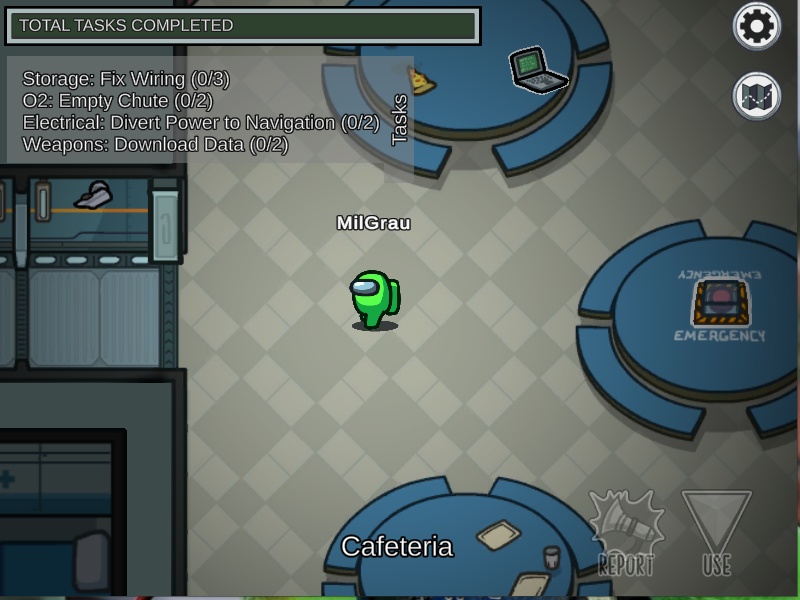 TOTAL TASKS COMPLETED
Storage: Fix Wiring (0/3)
O2: Empty Chute (0/2)
Electrical: Divert Power to Navigation (0/2)
Weapons: Download Data (0/2)
Tasks
MilGrau
EMERGENCY
EMERGENCY
Cafeteria
REPORT
USE